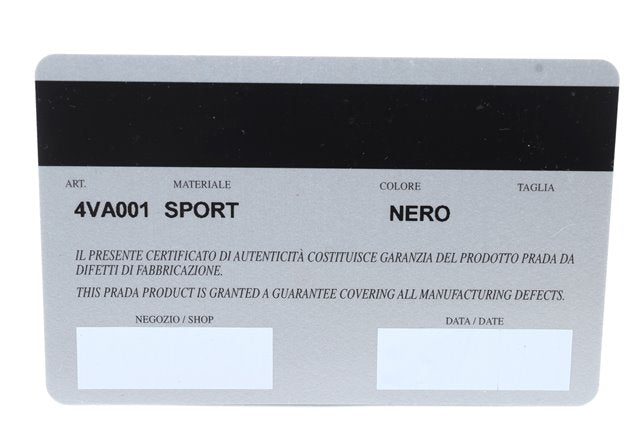 ART. MATERIALE COLORE TAGLIA
4VA001 SPORT NERO
IL PRESENTE CERTIFICATO DI AUTENTICITÀ COSTITUISCE GARANZIA DEL PRODOTTO PRADA DA
DIFETTI DI FABBRICAZIONE.
THIS PRADA PRODUCT IS GRANTED A GUARANTEE COVERING ALL MANUFACTURING DEFECTS.
NEGOZIO / SHOP DATA / DATE